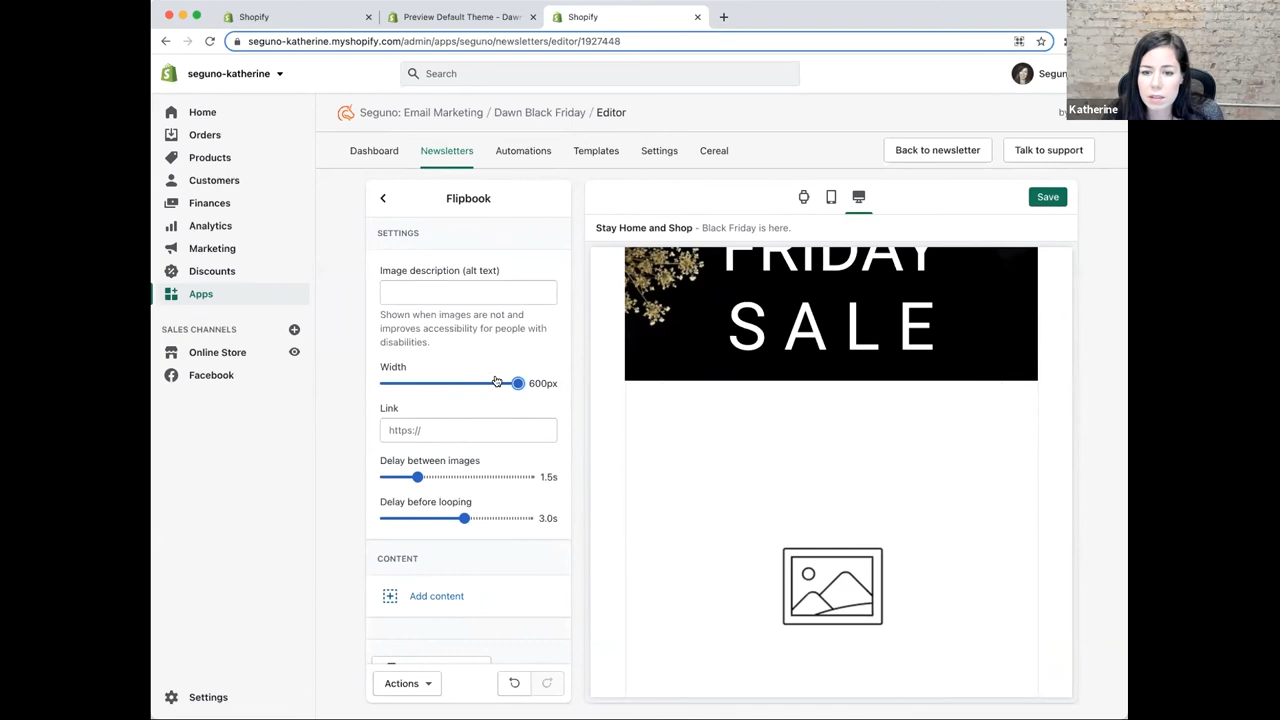 Shopify
Preview Default Theme - Daw
Shopify
seguno-katherine.myshopify.com/admin/apps/seguno/newsletters/editor/1927448
seguno-katherine
Search
Segun
Katherine
Home
Orders
Products
Customers
Finances
Analytics
Marketing
Discounts
Apps
SALES CHANNELS
Online Store
Facebook
Settings
Seguno: Email Marketing / Dawn Black Friday / Editor
Dashboard
Newsletters
Automations
Templates
Settings
Cereal
Back to newsletter
Talk to support
Flipbook
SETTINGS
Image description (alt text)
Shown when images are not and
improves accessibility for people with
disabilities.
Width
600px
Link
https://
Delay between images
1.5s
Delay before looping
3.0s
CONTENT
Add content
Actions
Save
Stay Home and Shop - Black Friday is here.
FRIDAY
SALE